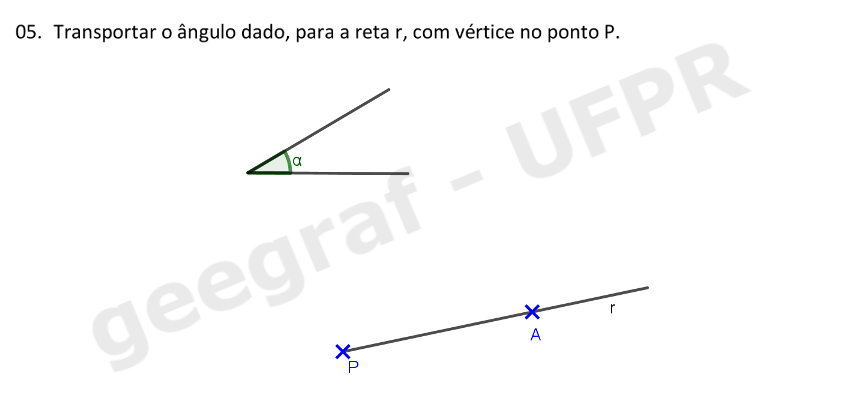 05. Transportar o ângulo dado, para a reta r, com vértice no ponto P.
α
geegraf - UFPR
r
A
P